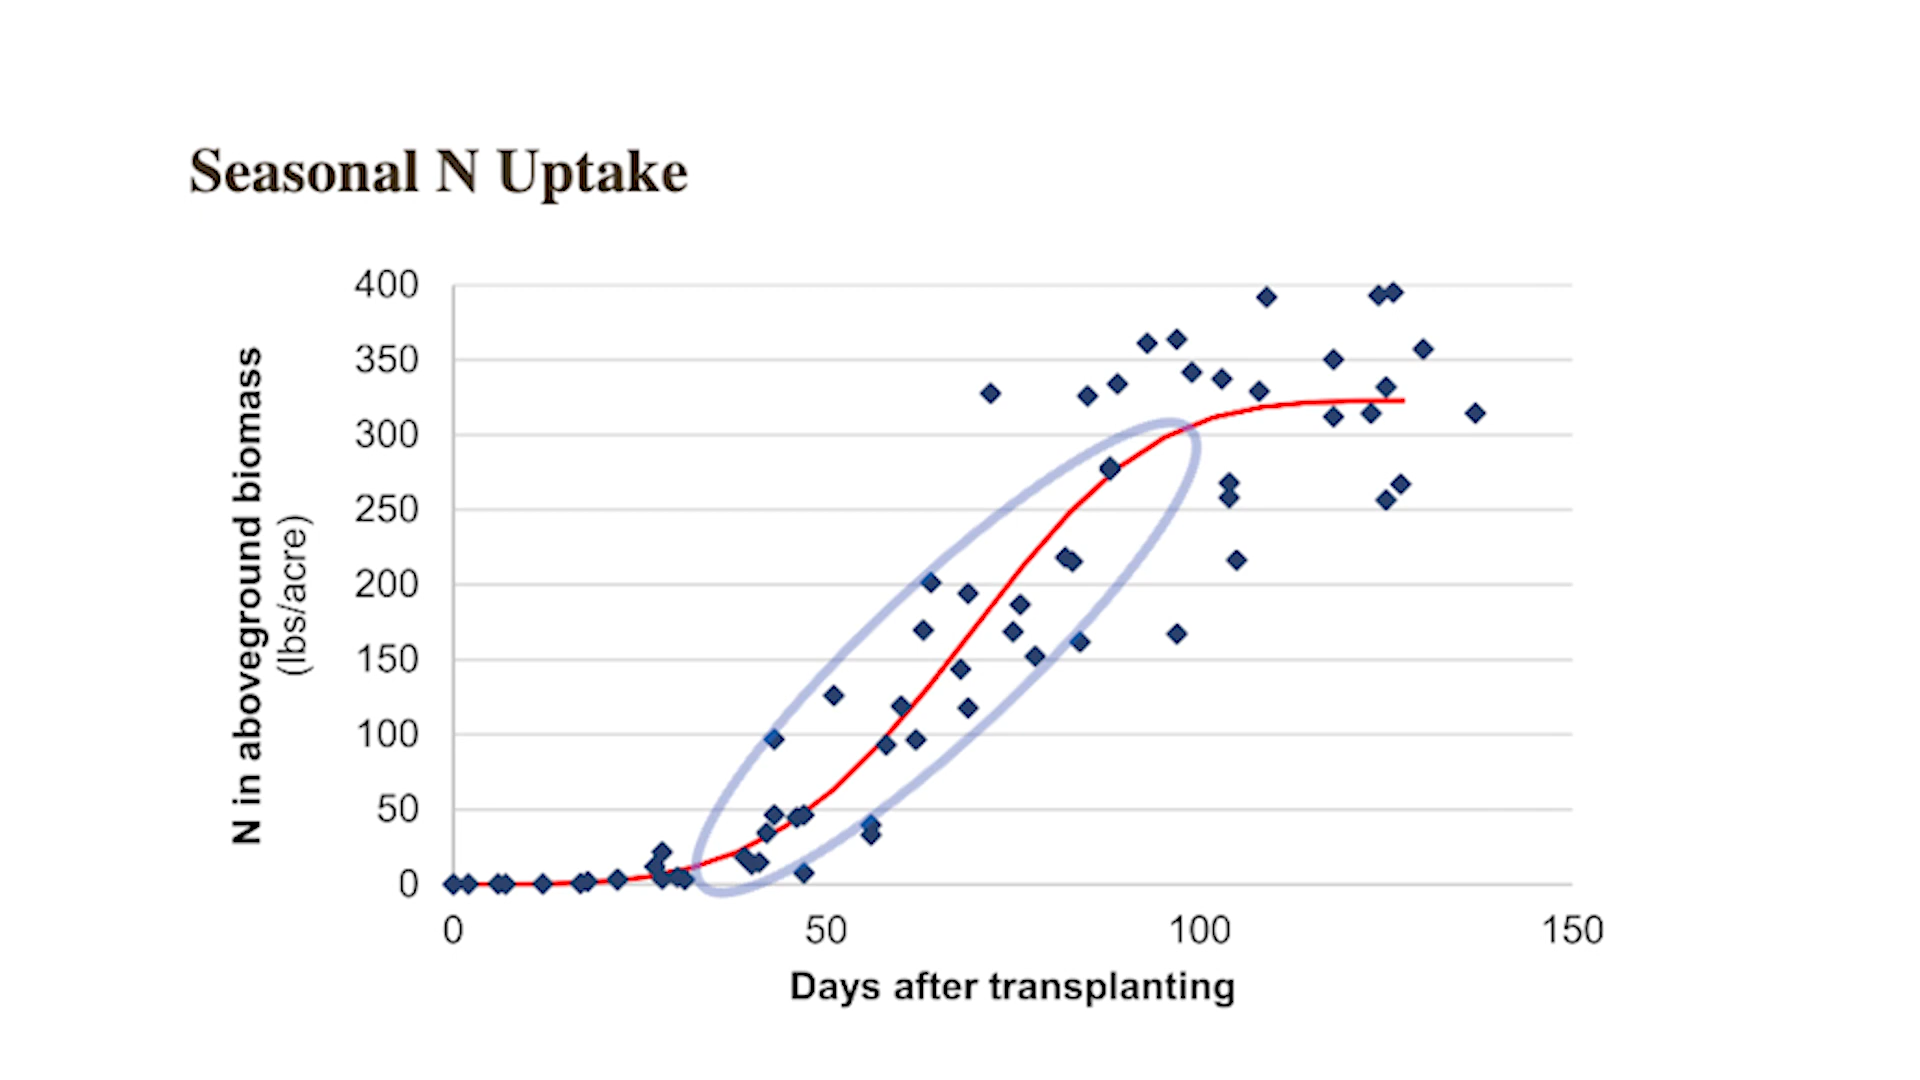 Seasonal N Uptake
400
350
300
250
200
150
100
50
0
N in aboveground biomass
(lbs/acre)
0 50 100 150
Days after transplanting